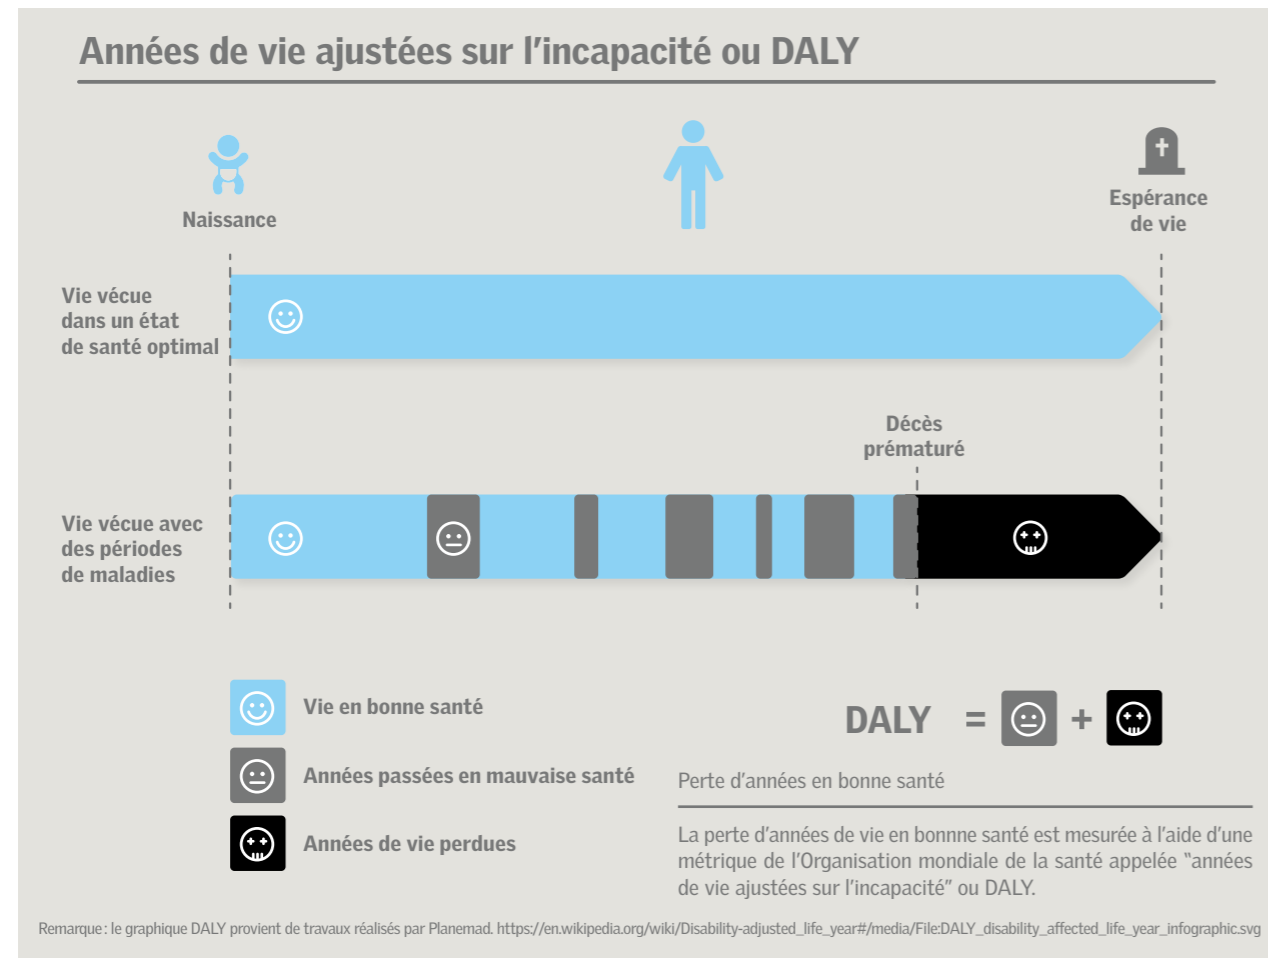 Années de vie ajustées sur l'incapacité ou DALY
Naissance
Espérance
de vie
Vie vécue
dans un état
de santé optimal
Décès
prématuré
Vie vécue avec
des périodes
de maladies
Vie en bonne santé
Années passées en mauvaise santé
Années de vie perdues
DALY = +
Perte d'années en bonne santé
La perte d'années de vie en bonnne santé est mesurée à l'aide d'une
métrique de l'Organisation mondiale de la santé appelée "années
de vie ajustées sur l'incapacité" ou DALY.
Remarque : le graphique DALY provient de travaux réalisés par Planemad. https://en.wikipedia.org/wiki/Disability-adjusted_life_year#/media/File:DALY_disability_affected_life_year_infographic.svg